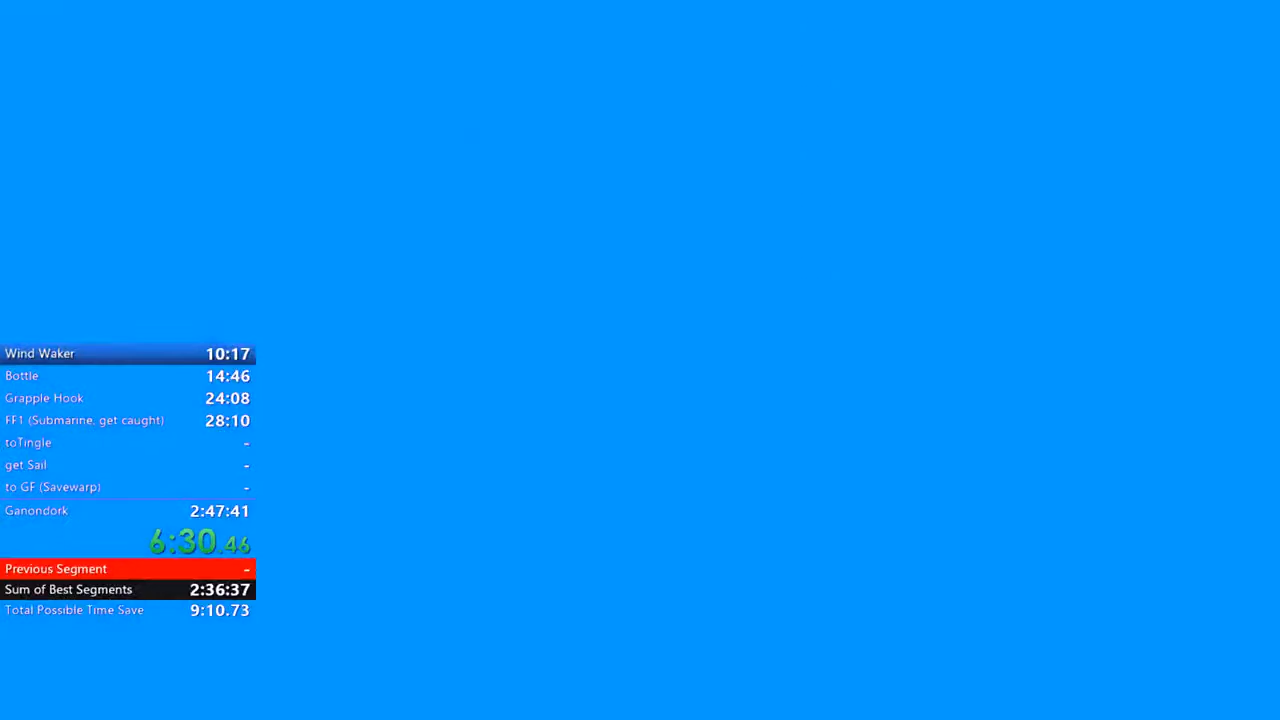 Wind Waker 10:17
Bottle 14:46
Grapple Hook 24:08
FF1 (Submarine, get caught) 28:10
toTingle -
get Sail -
to GF (Savewarp) -
Ganondork 2:47:41
6:30.46
Previous Segment -
Sum of Best Segments 2:36:37
Total Possible Time Save 9:10.73